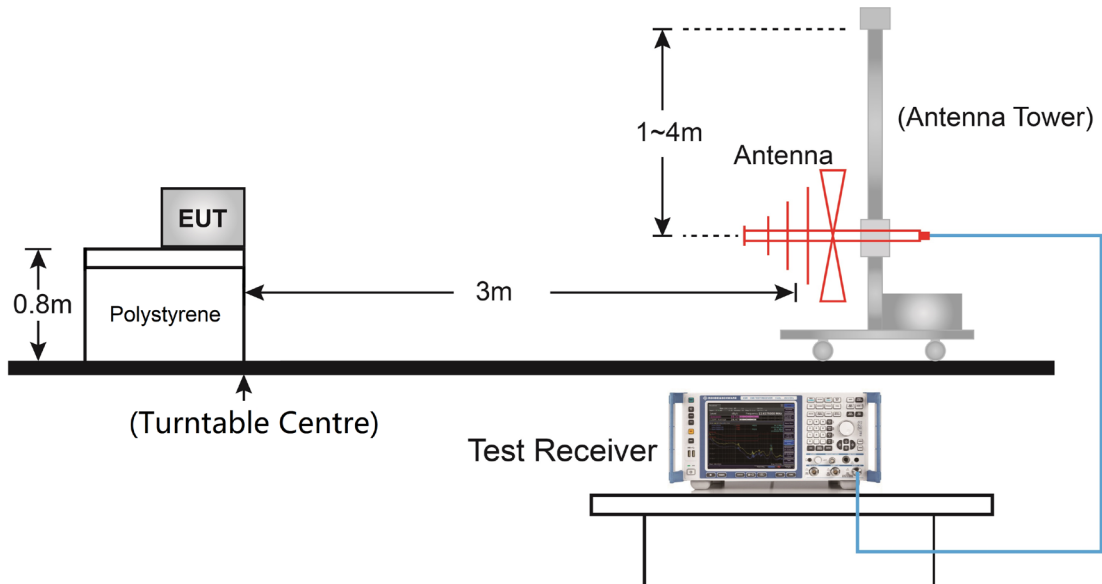 1~4m
(Antenna Tower)
Antenna
EUT
0.8m
Polystyrene
3m
(Turntable Centre)
Test Receiver